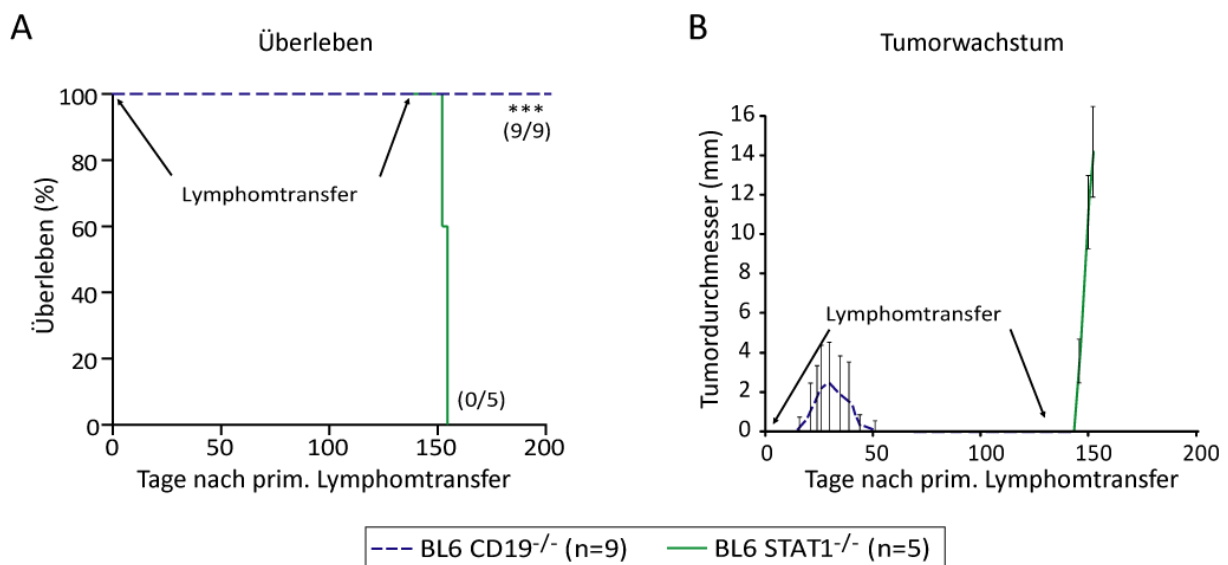 A
Überleben
100
80
60
40
20
0
Überleben (%)
***
(9/9)
Lymphomtransfer
(0/5)
0 50 100 150 200
Tage nach prim. Lymphomtransfer
B
Tumorwachstum
16
14
12
10
8
6
4
2
0
Tumordurchmesser (mm)
Lymphomtransfer
0 50 100 150 200
Tage nach prim. Lymphomtransfer
BL6 CD19-/- (n=9) BL6 STAT1-/- (n=5)